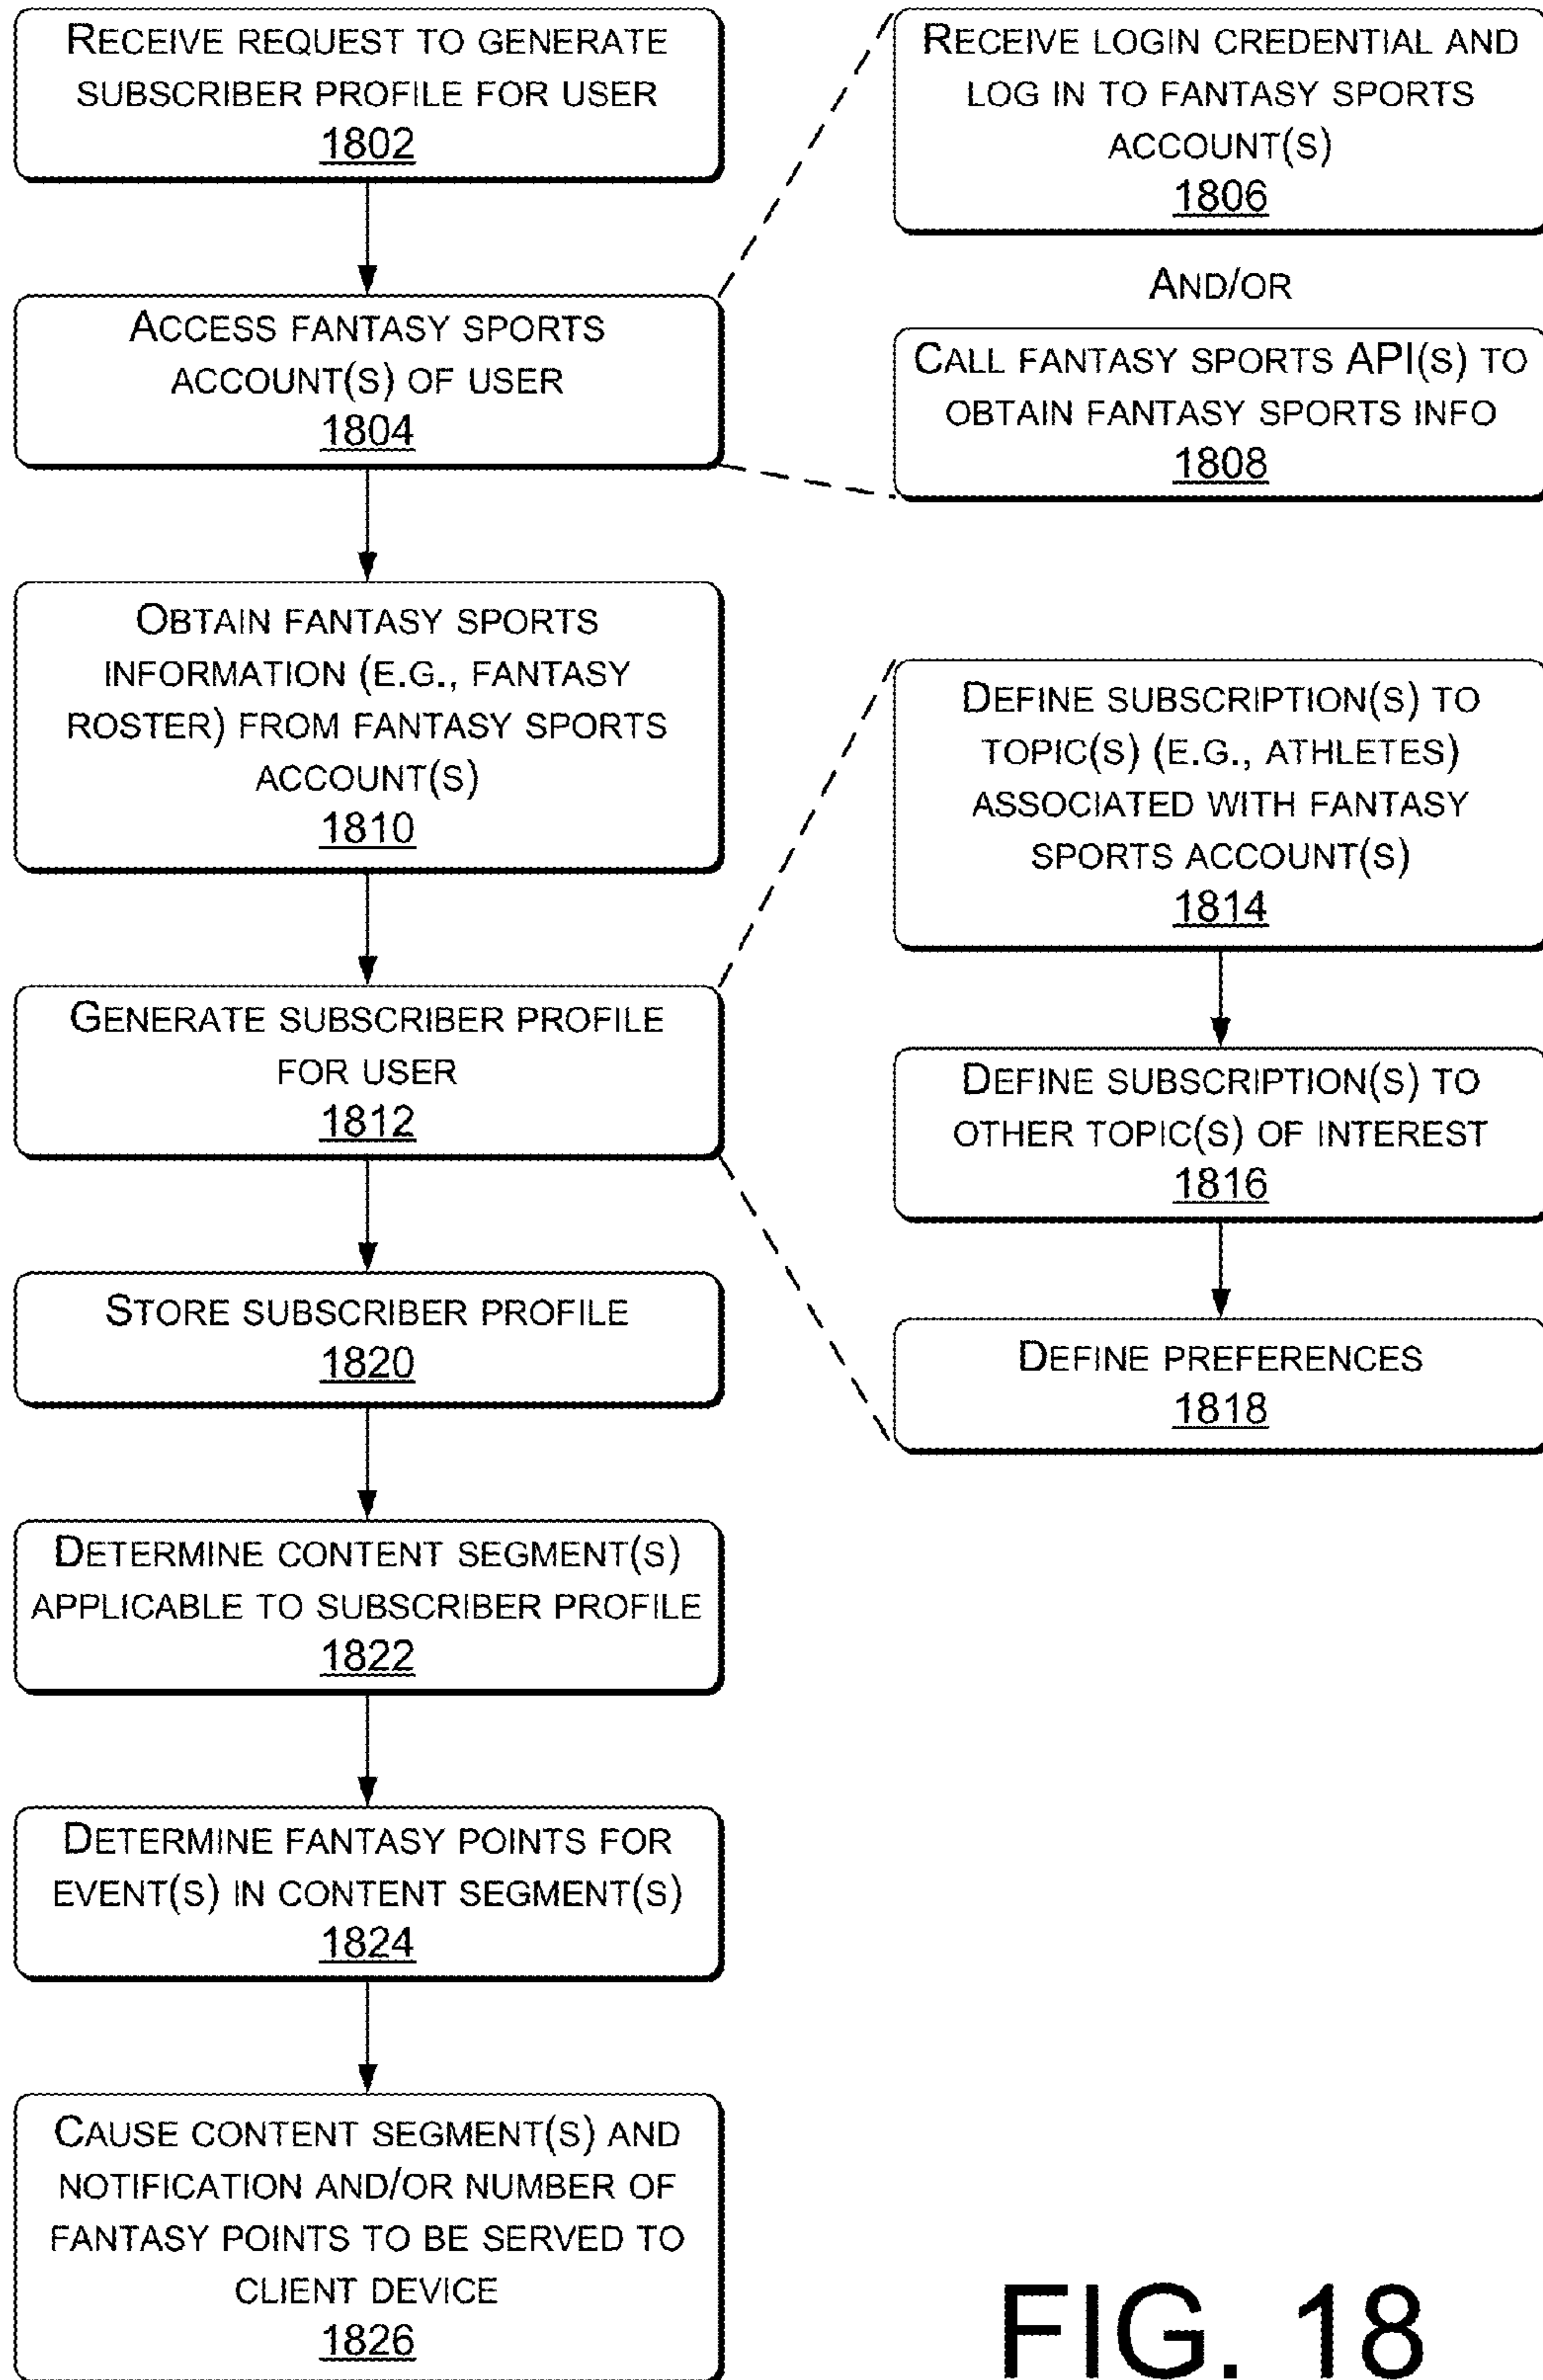 RECEIVE REQUEST TO GENERATE
SUBSCRIBER PROFILE FOR USER
1802
ACCESS FANTASY SPORTS
ACCOUNT(S) OF USER
1804
RECEIVE LOGIN CREDENTIAL AND
LOG IN TO FANTASY SPORTS
ACCOUNT(S)
1806
AND/OR
CALL FANTASY SPORTS API(S) TO
OBTAIN FANTASY SPORTS INFO
1808
OBTAIN FANTASY SPORTS
INFORMATION (E.G., FANTASY
ROSTER) FROM FANTASY SPORTS
ACCOUNT(S)
1810
GENERATE SUBSCRIBER PROFILE
FOR USER
1812
DEFINE SUBSCRIPTION(S) TO
TOPIC(S) (E.G., ATHLETES)
ASSOCIATED WITH FANTASY
SPORTS ACCOUNT(S)
1814
DEFINE SUBSCRIPTION(S) TO
OTHER TOPIC(S) OF INTEREST
1816
DEFINE PREFERENCES
1818
STORE SUBSCRIBER PROFILE
1820
DETERMINE CONTENT SEGMENT(S)
APPLICABLE TO SUBSCRIBER PROFILE
1822
DETERMINE FANTASY POINTS FOR
EVENT(S) IN CONTENT SEGMENT(S)
1824
CAUSE CONTENT SEGMENT(S) AND
NOTIFICATION AND/OR NUMBER OF
FANTASY POINTS TO BE SERVED TO
CLIENT DEVICE
1826
FIG. 18